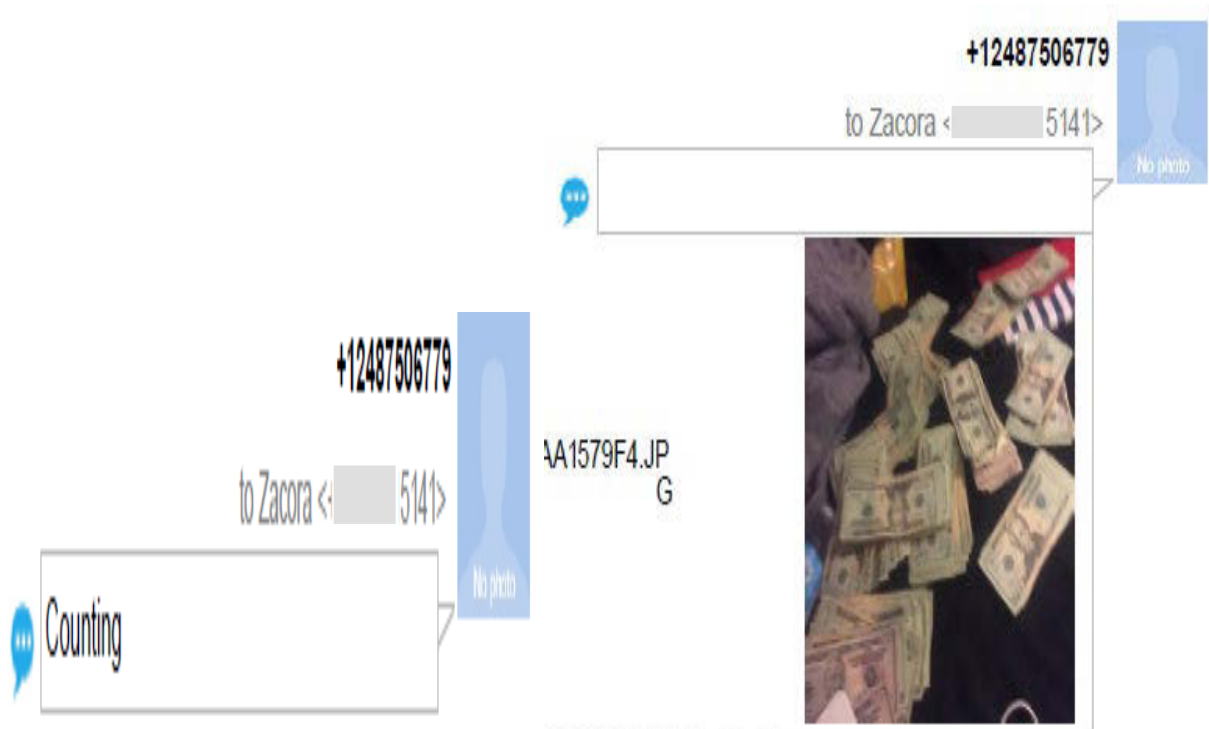 +12487506779
to Zacora < 5141>
No photo
Counting
+12487506779
to Zacora < 5141>
No photo
AA1579F4.JP
G